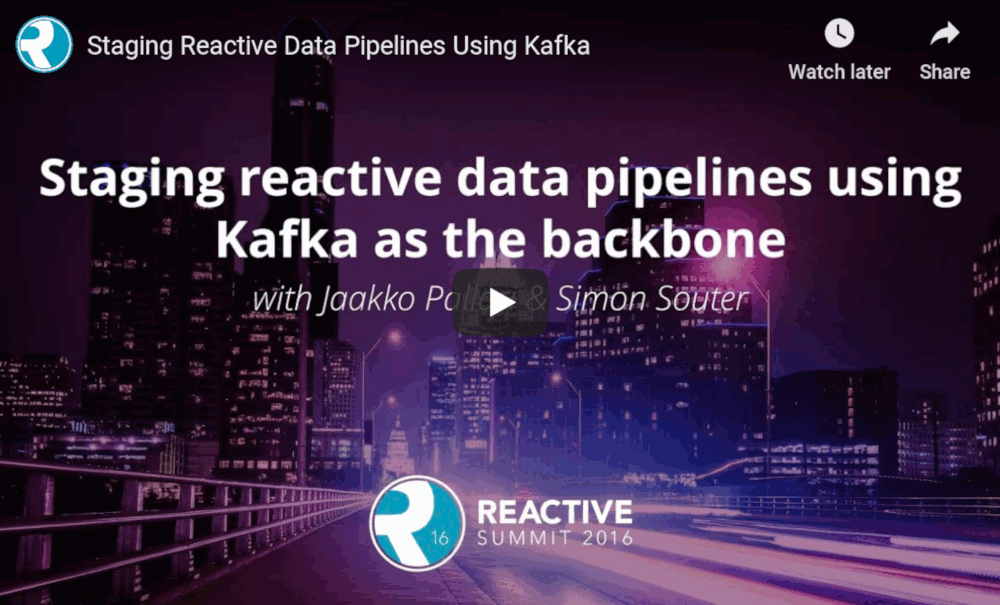 Staging Reactive Data Pipelines Using Kafka
Watch later
Share
Staging reactive data pipelines using
Kafka as the backbone
with Jaakko & Simon Souter
R 16
REACTIVE
SUMMIT 2016